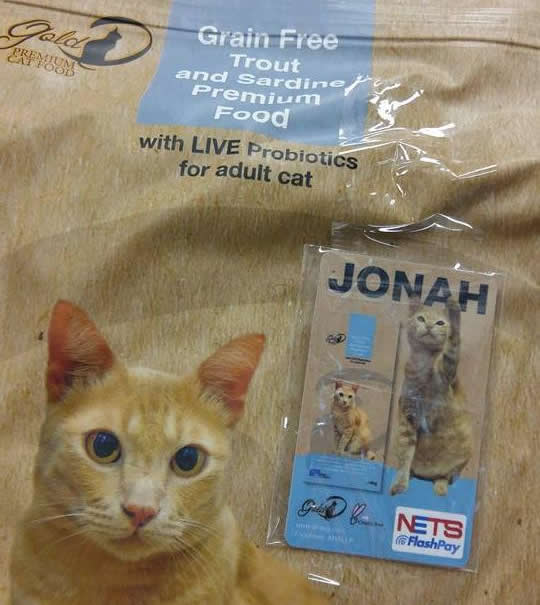 Gold
PREMIUM
CAT FOOD
Grain Free
Trout
and Sardine
Premium
Food
with LIVE Probiotics
for adult cat
JONAH
Gold
NETS
FlashPay